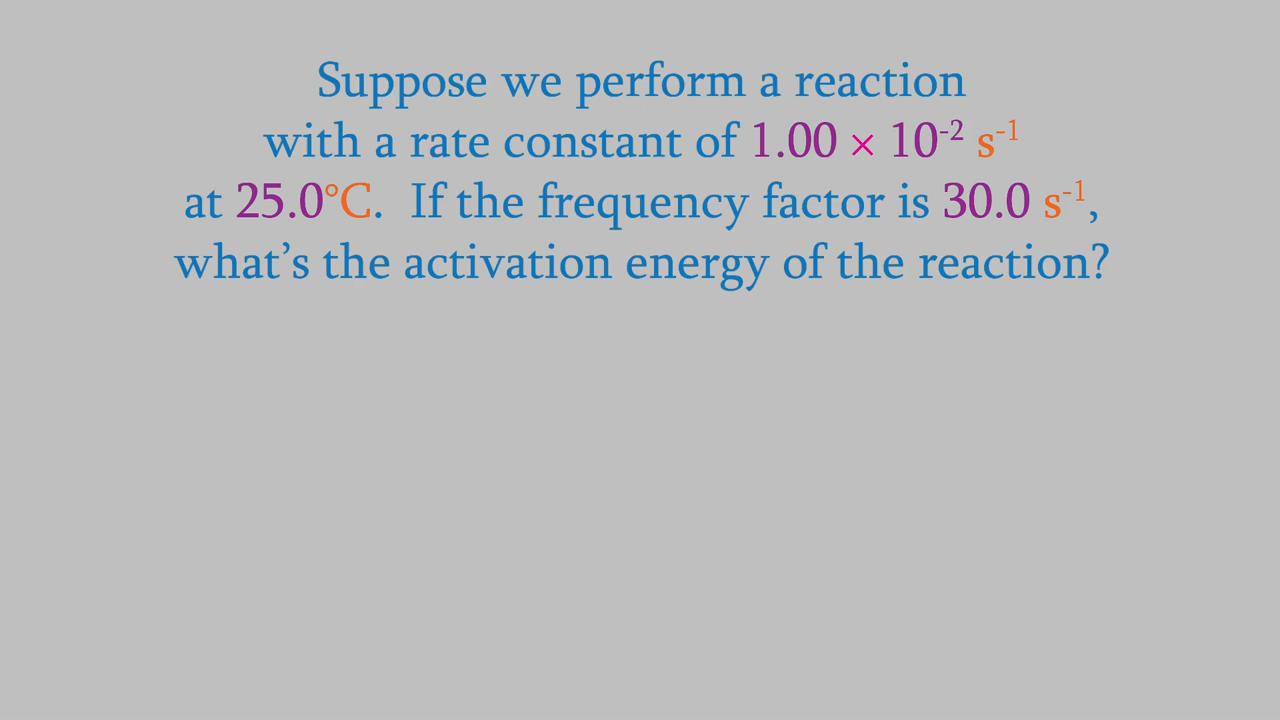 Suppose we perform a reaction
with a rate constant of 1.00 × 10⁻² s⁻¹
at 25.0°C.  If the frequency factor is 30.0 s⁻¹,
what’s the activation energy of the reaction?